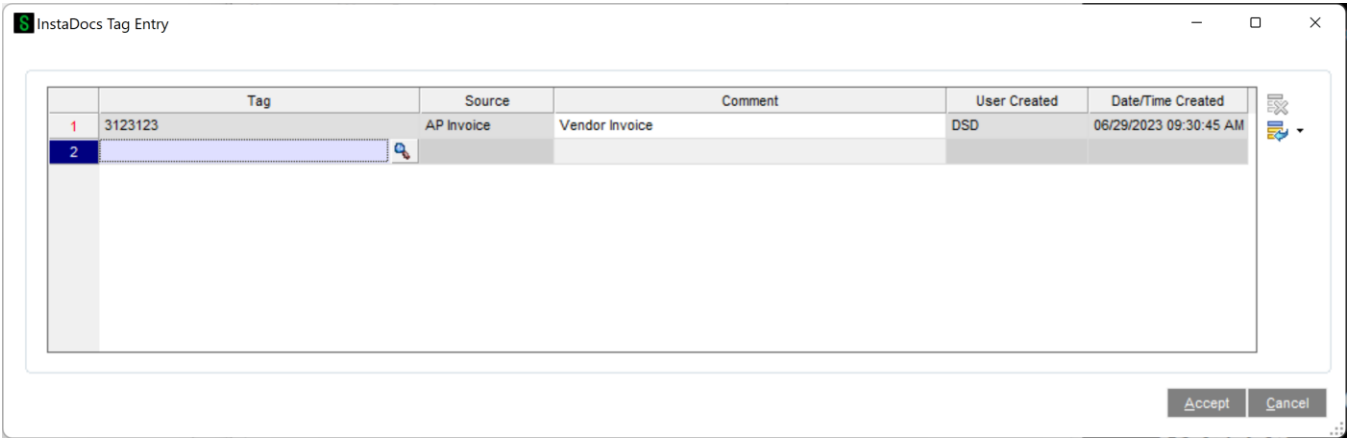 S InstaDocs Tag Entry
Tag Source Comment User Created Date/Time Created
1 3123123 AP Invoice Vendor Invoice DSD 06/29/2023 09:30:45 AM
2
Accept Cancel